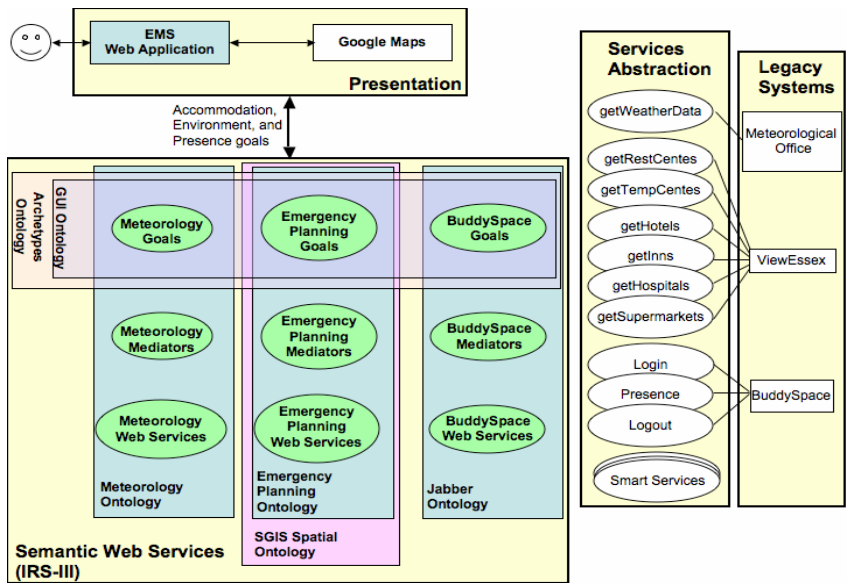 EMS
Web Application
Google Maps
Presentation
Accommodation,
Environment, and
Presence goals
Archetypes
Ontology
GUI Ontology
Meteorology
Goals
Emergency
Planning
Goals
BuddySpace
Goals
Meteorology
Mediators
Emergency
Planning
Mediators
BuddySpace
Mediators
Meteorology
Web Services
Emergency
Planning
Web Services
BuddySpace
Web Services
Meteorology
Ontology
Emergency
Planning
Ontology
Jabber
Ontology
SGIS Spatial
Ontology
Semantic Web Services
(IRS-III)
Services
Abstraction
getWeatherData
getRestCentes
getTempCentes
getHotels
getInns
getHospitals
getSupermarkets
Login
Presence
Logout
Smart Services
Legacy
Systems
Meteorological
Office
ViewEssex
BuddySpace